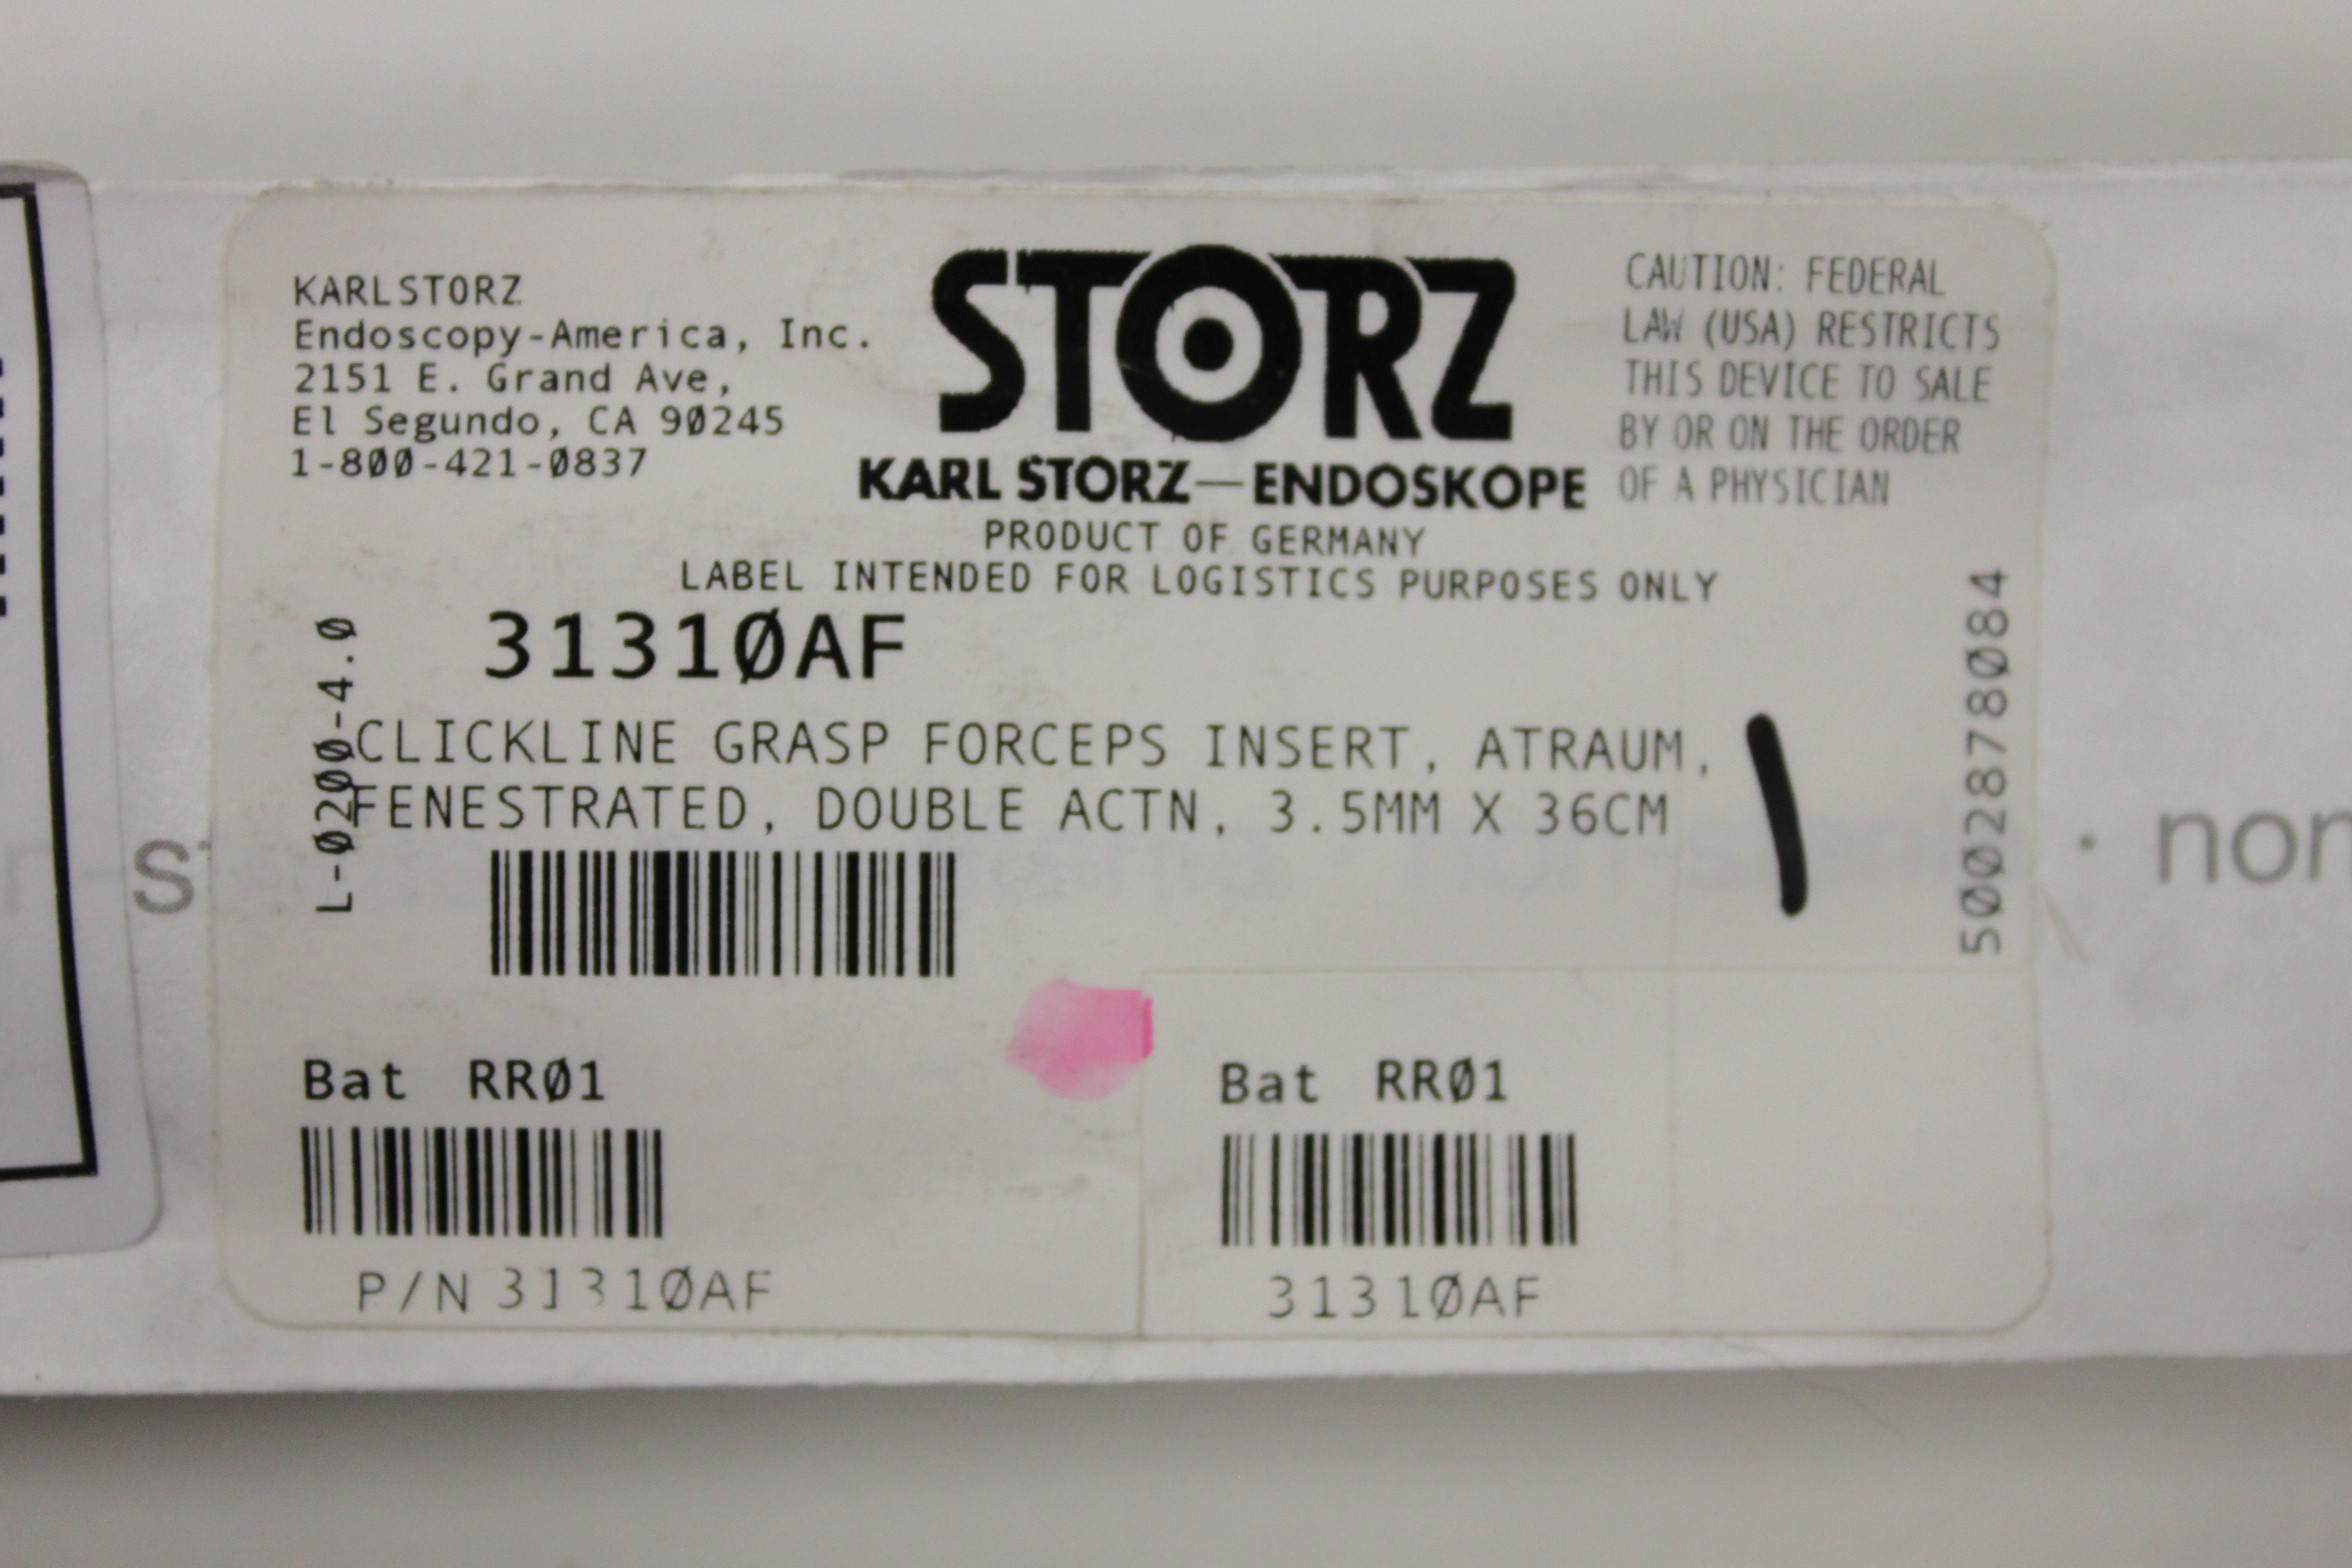 KARLSTORZ
Endoscopy-America, Inc.
2151 E. Grand Ave,
El Segundo, CA 90245
1-800-421-0837
STORZ
KARL STORZ—ENDOSKOPE
CAUTION: FEDERAL
LAW (USA) RESTRICTS
THIS DEVICE TO SALE
BY OR ON THE ORDER
OF A PHYSICIAN
PRODUCT OF GERMANY
LABEL INTENDED FOR LOGISTICS PURPOSES ONLY
L-0200-4.0
31310AF
CLICKLINE GRASP FORCEPS INSERT, ATRAUM,
FENESTRATED, DOUBLE ACTN, 3.5MM X 36CM
5002878084
Bat RR01
P/N 31310AF
Bat RR01
31310AF
· non